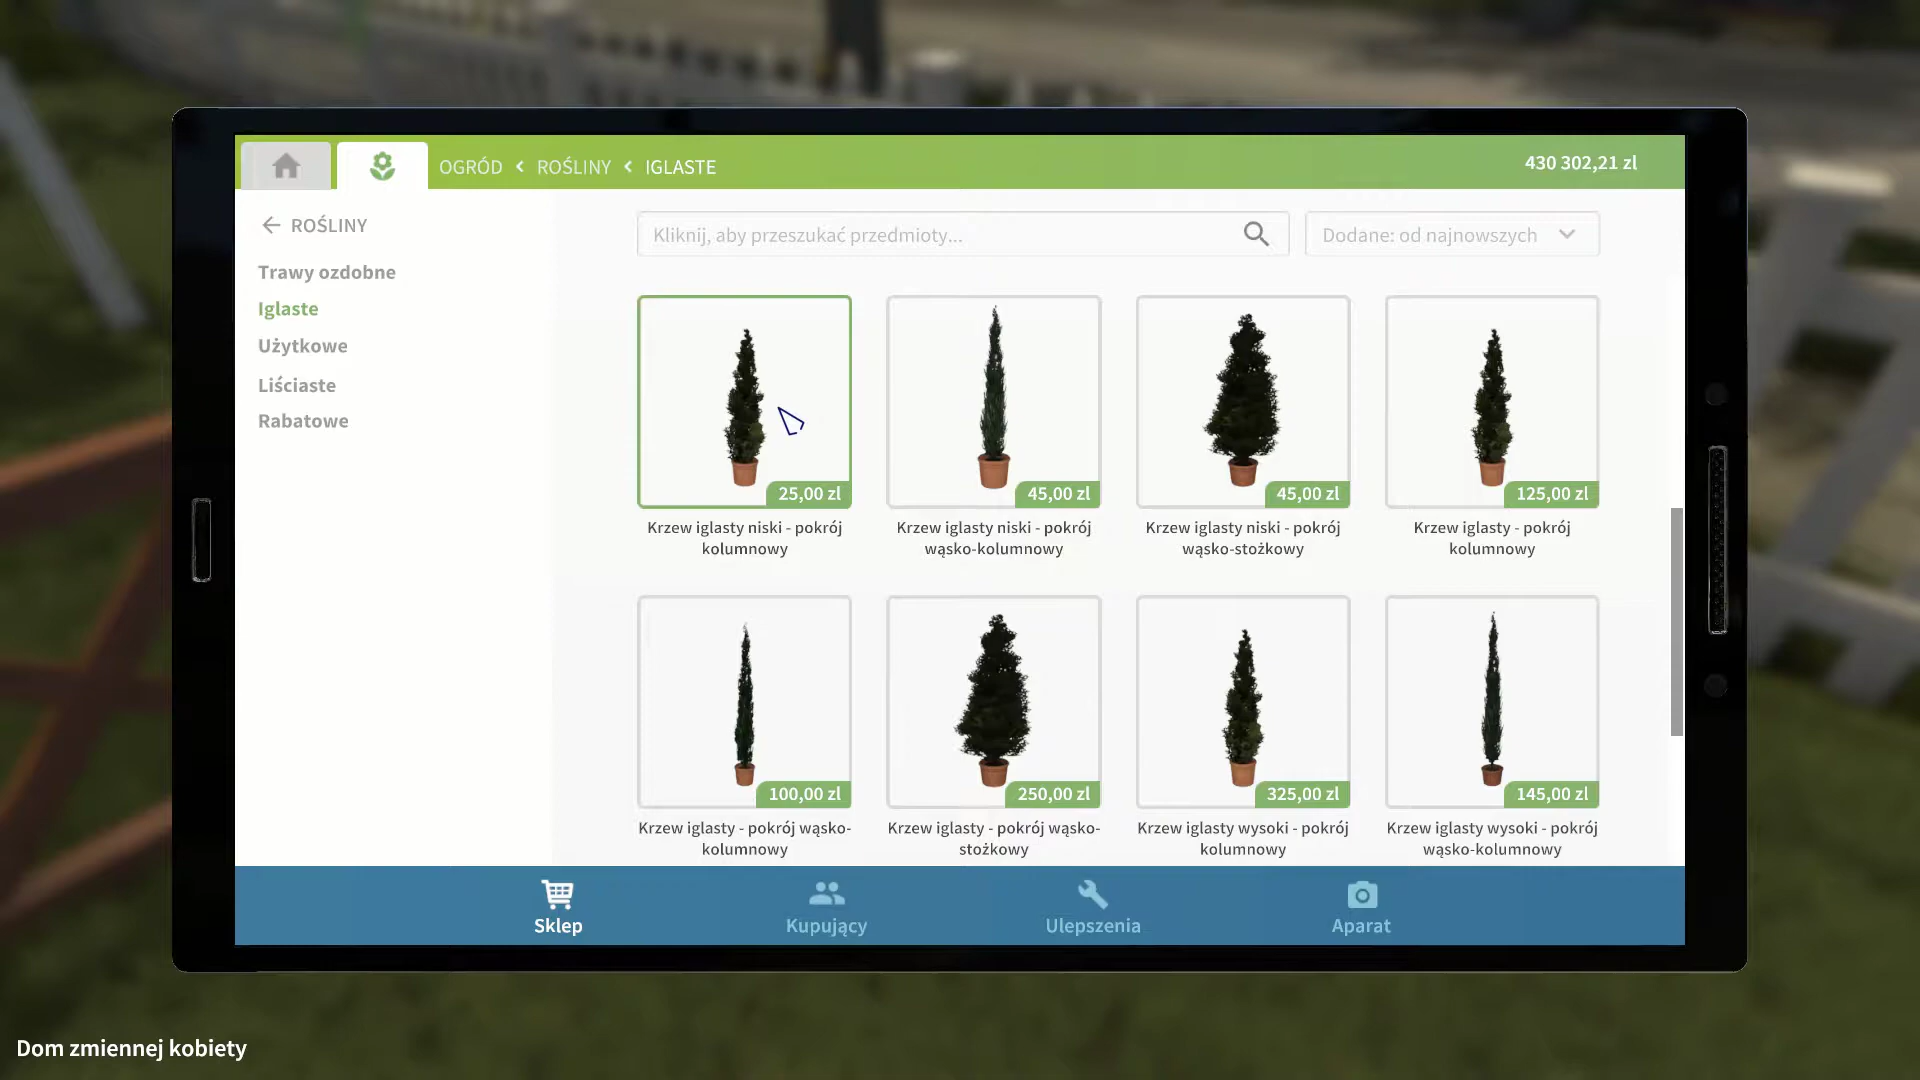 OGRÓD < ROŚLINY < IGLASTE
430 302,21 zl
ROŚLINY
Trawy ozdobne
Iglaste
Użytkowe
Liściaste
Rabatowe
Kliknij, aby przeszukać przedmioty...
Dodane: od najnowszych
25,00 zl
45,00 zl
45,00 zl
125,00 zl
Krzew iglasty niski - pokrój
kolumnowy
Krzew iglasty niski - pokrój
wąsko-kolumnowy
Krzew iglasty niski - pokrój
wąsko-stożkowy
Krzew iglasty - pokrój
kolumnowy
100,00 zl
250,00 zl
325,00 zl
145,00 zl
Krzew iglasty - pokrój wąsko-
kolumnowy
Krzew iglasty - pokrój wąsko-
stożkowy
Krzew iglasty wysoki - pokrój
kolumnowy
Krzew iglasty wysoki - pokrój
wąsko-kolumnowy
Sklep
Kupujący
Ulepszenia
Aparat
Dom zmiennej kobiety